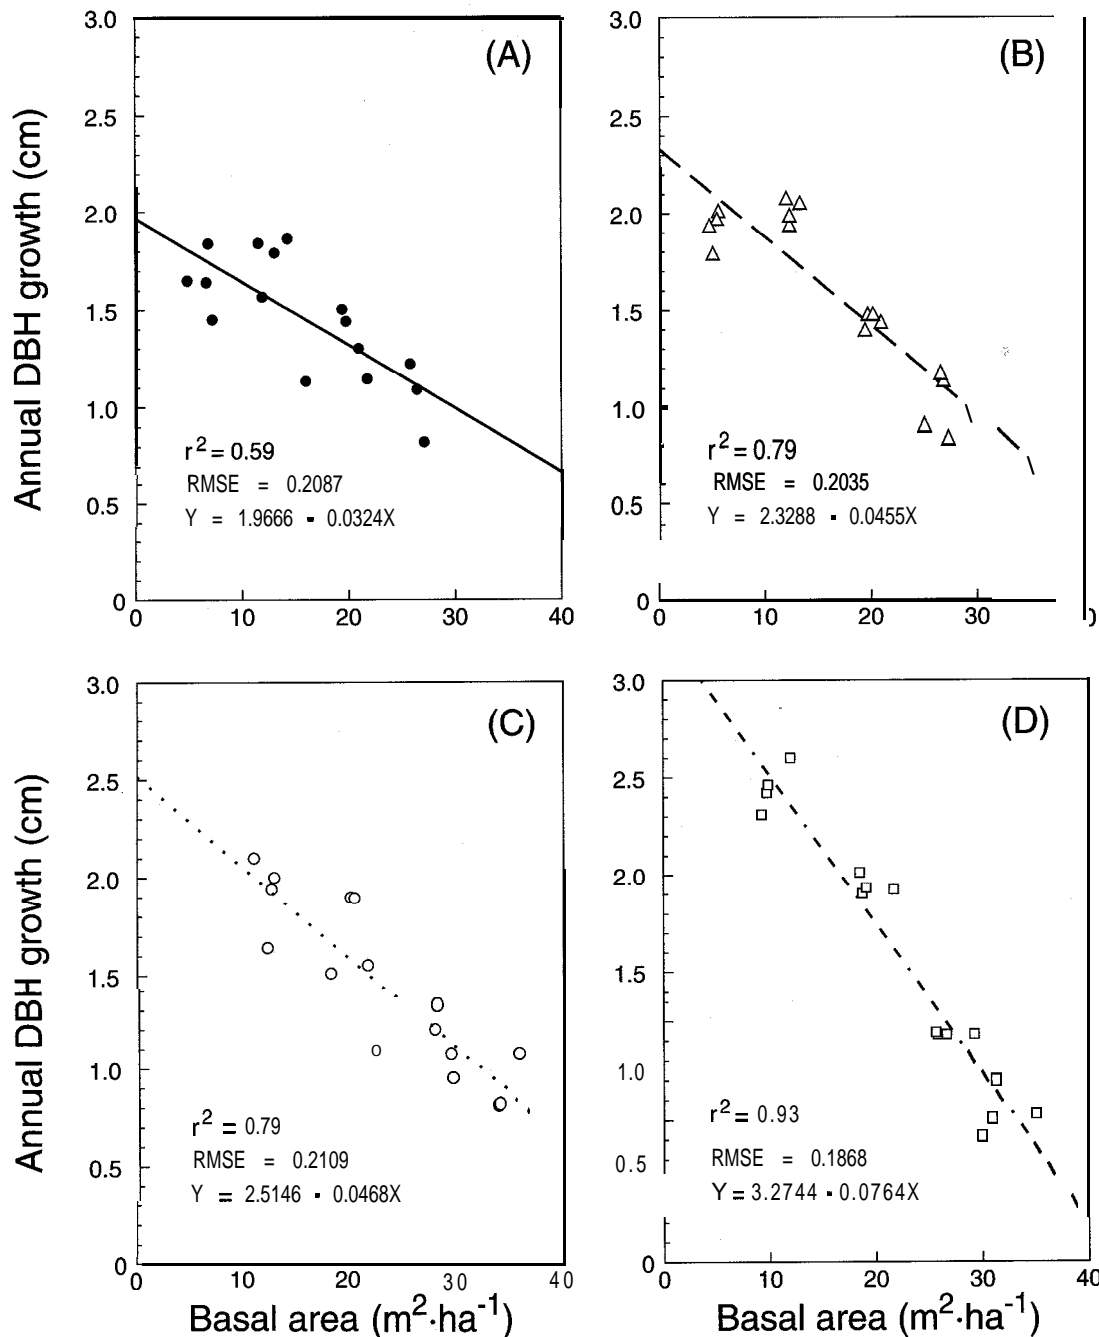 (A)
3.0
2.5
2.0
1.5
1.0
0.5
0
Annual DBH growth (cm)
r² = 0.59
RMSE = 0.2087
Y = 1.9666 - 0.0324X
0 10 20 30 40
(B)
3.0
2.5
2.0
1.5
1.0
0.5
0
r² = 0.79
RMSE = 0.2035
Y = 2.3288 - 0.0455X
0 10 20 30
(C)
3.0
2.5
2.0
1.5
1.0
0.5
0
Annual DBH growth (cm)
r² = 0.79
RMSE = 0.2109
Y = 2.5146 - 0.0468X
0 10 20 30 40
Basal area (m²·ha⁻¹)
(D)
3.0
2.5
2.0
1.5
1.0
0.5
0
r² = 0.93
RMSE = 0.1868
Y = 3.2744 - 0.0764X
0 10 20 30 40
Basal area (m²·ha⁻¹)